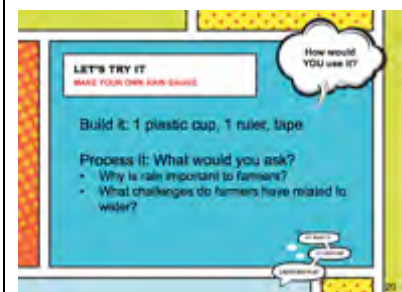 How would
YOU use it?
LET'S TRY IT
MAKE YOUR OWN RAIN GAUGE
Build it: 1 plastic cup, 1 ruler, tape
Process it: What would you ask?
• Why is rain important to farmers?
• What challenges do farmers have related to
water?